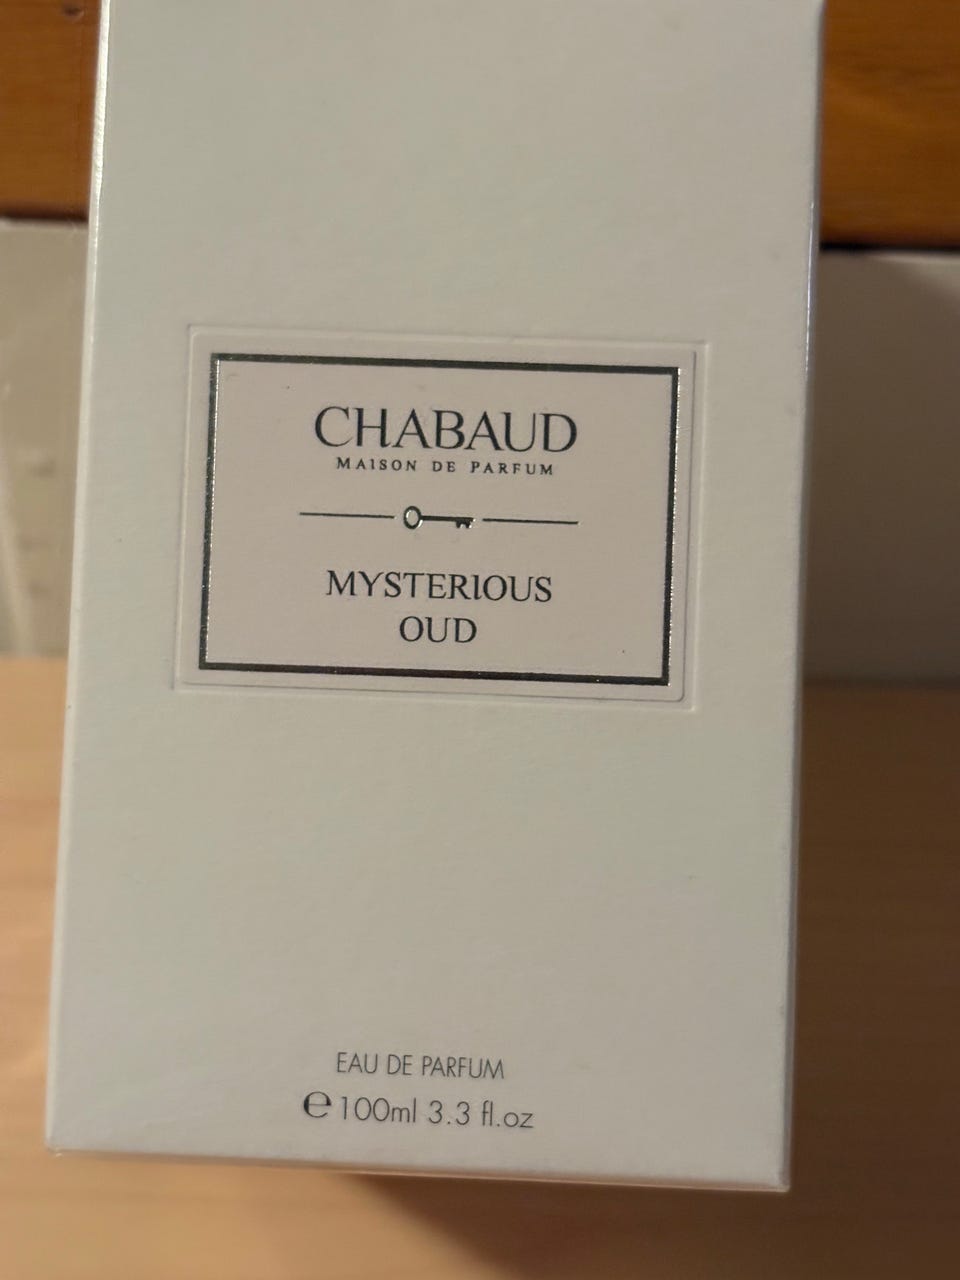 CHABAUD
MAISON DE PARFUM
MYSTERIOUS
OUD
EAU DE PARFUM
℮100ml 3.3 fl.oz